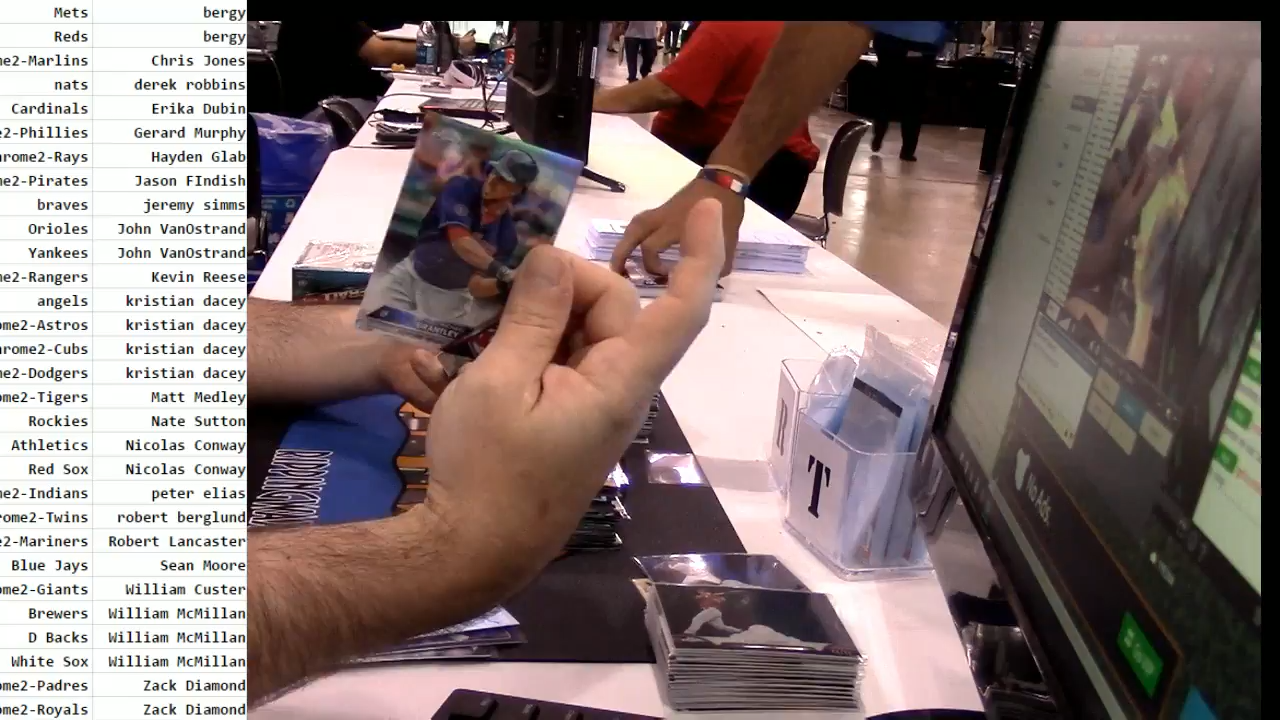 Mets bergy
Reds bergy
me2-Marlins Chris Jones
nats derek robbins
Cardinals Erika Dubin
e2-Phillies Gerard Murphy
hrome2-Rays Hayden Glab
me2-Pirates Jason FIndish
braves jeremy simms
Orioles John VanOstrand
Yankees John VanOstrand
me2-Rangers Kevin Reese
angels kristian dacey
ome2-Astros kristian dacey
hrome2-Cubs kristian dacey
me2-Dodgers kristian dacey
ome2-Tigers Matt Medley
Rockies Nate Sutton
Athletics Nicolas Conway
Red Sox Nicolas Conway
me2-Indians peter elias
rome2-Twins robert berglund
e2-Mariners Robert Lancaster
Blue Jays Sean Moore
ome2-Giants William Custer
Brewers William McMillan
D Backs William McMillan
White Sox William McMillan
ome2-Padres Zack Diamond
ome2-Royals Zack Diamond
BRANTLEY
T